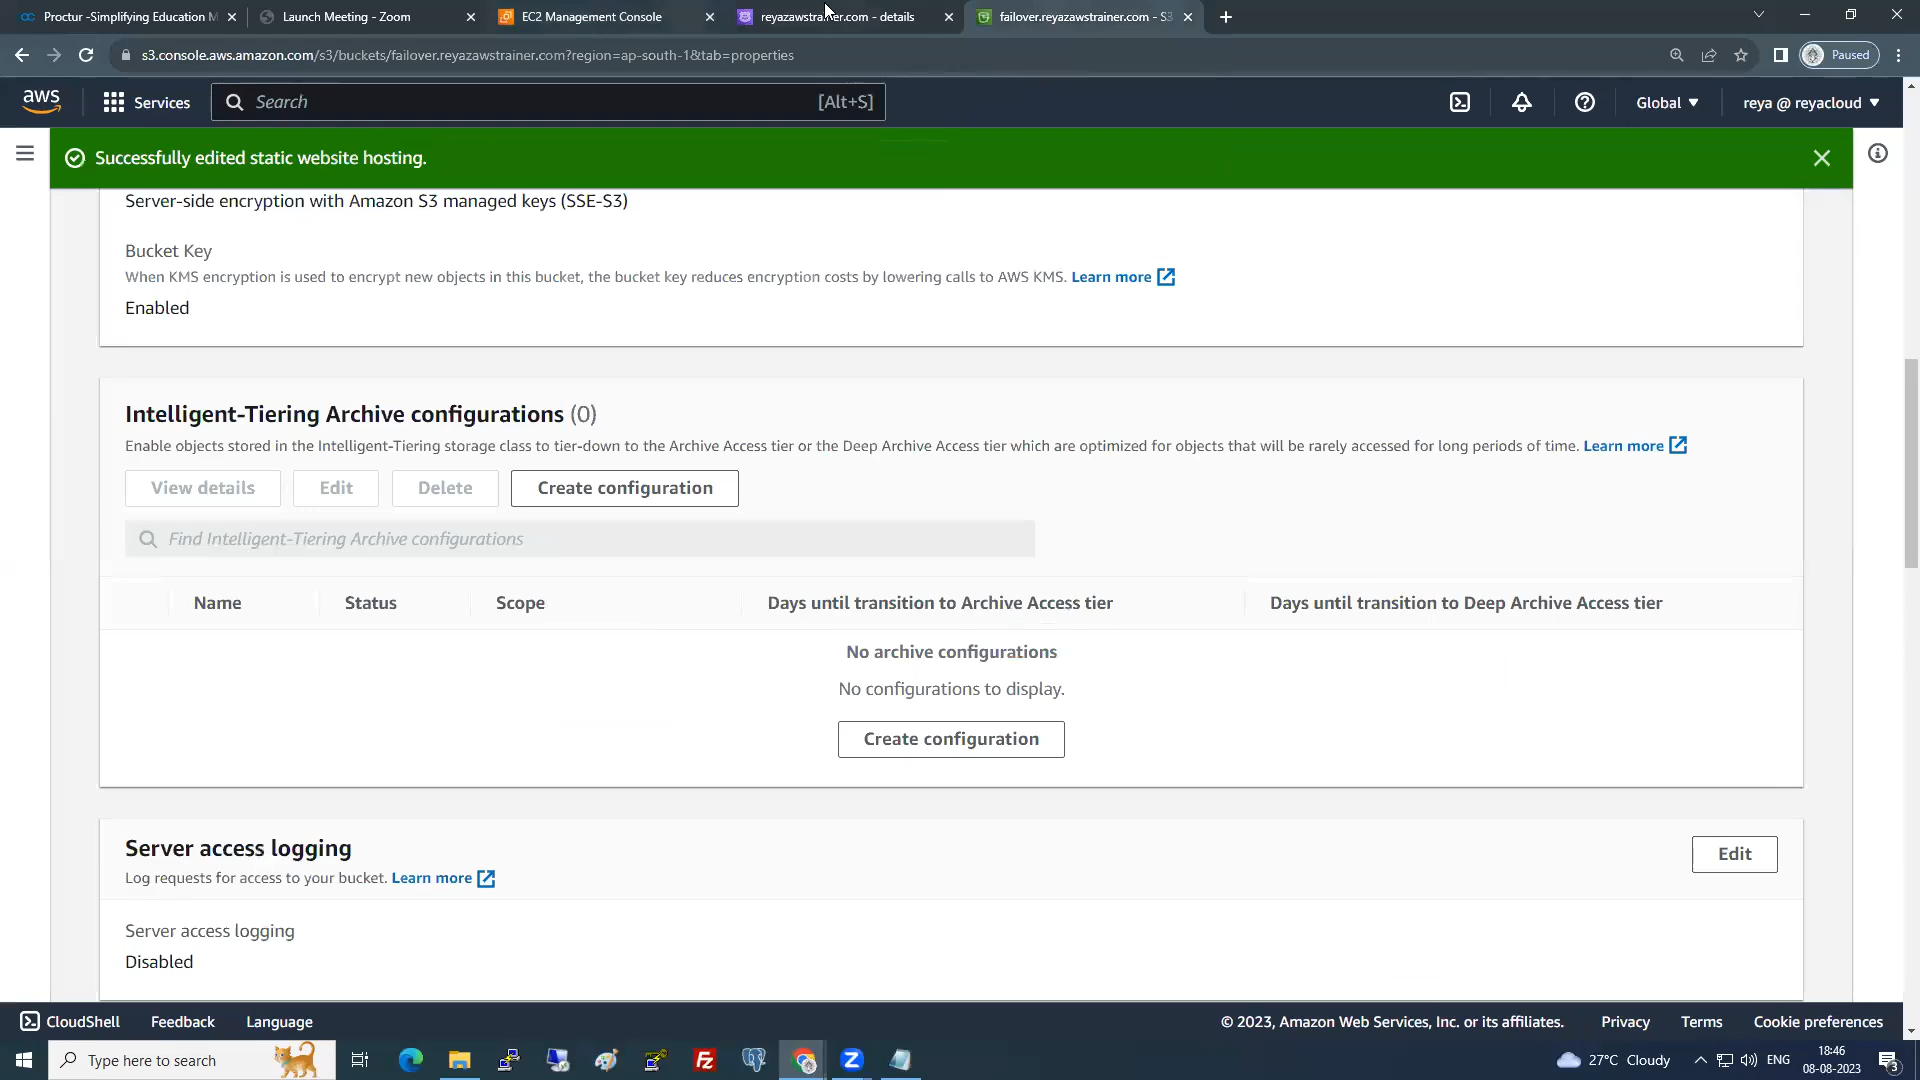 Proctur -Simplifying Education M
Launch Meeting - Zoom
EC2 Management Console
reyazawstrainer.com - details
failover.reyazawstrainer.com - S3
s3.console.aws.amazon.com/s3/buckets/failover.reyazawstrainer.com?region=ap-south-1&tab=properties
Paused
aws
Services
Search
[Alt+S]
Global
reya @ reyacloud
Successfully edited static website hosting.
Server-side encryption with Amazon S3 managed keys (SSE-S3)
Bucket Key
When KMS encryption is used to encrypt new objects in this bucket, the bucket key reduces encryption costs by lowering calls to AWS KMS. Learn more
Enabled
Intelligent-Tiering Archive configurations (0)
Enable objects stored in the Intelligent-Tiering storage class to tier-down to the Archive Access tier or the Deep Archive Access tier which are optimized for objects that will be rarely accessed for long periods of time. Learn more
View details
Edit
Delete
Create configuration
Find Intelligent-Tiering Archive configurations
Name
Status
Scope
Days until transition to Archive Access tier
Days until transition to Deep Archive Access tier
No archive configurations
No configurations to display.
Create configuration
Server access logging
Edit
Log requests for access to your bucket. Learn more
Server access logging
Disabled
CloudShell
Feedback
Language
© 2023, Amazon Web Services, Inc. or its affiliates.
Privacy
Terms
Cookie preferences
Type here to search
27°C Cloudy
ENG
18:46
08-08-2023
3